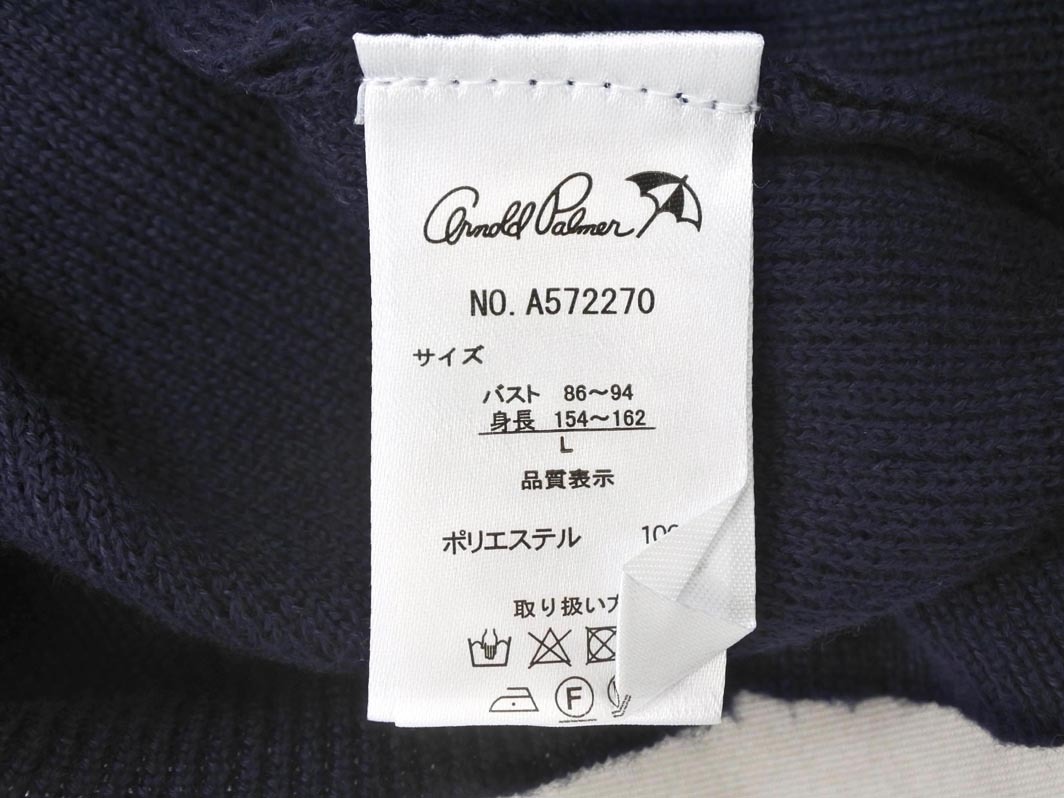 Arnold Palmer
NO. A572270
サイズ
バスト 86～94
身長 154～162
L
品質表示
ポリエステル
取り扱い
F